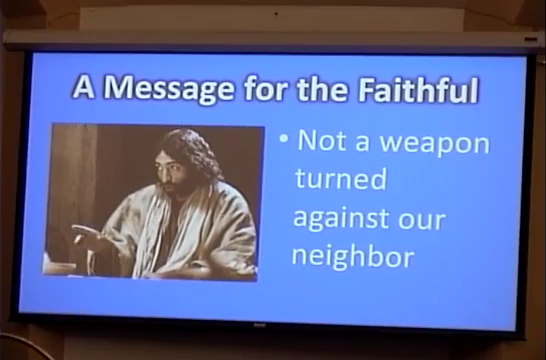 A Message for the Faithful
• Not a weapon
turned
against our
neighbor